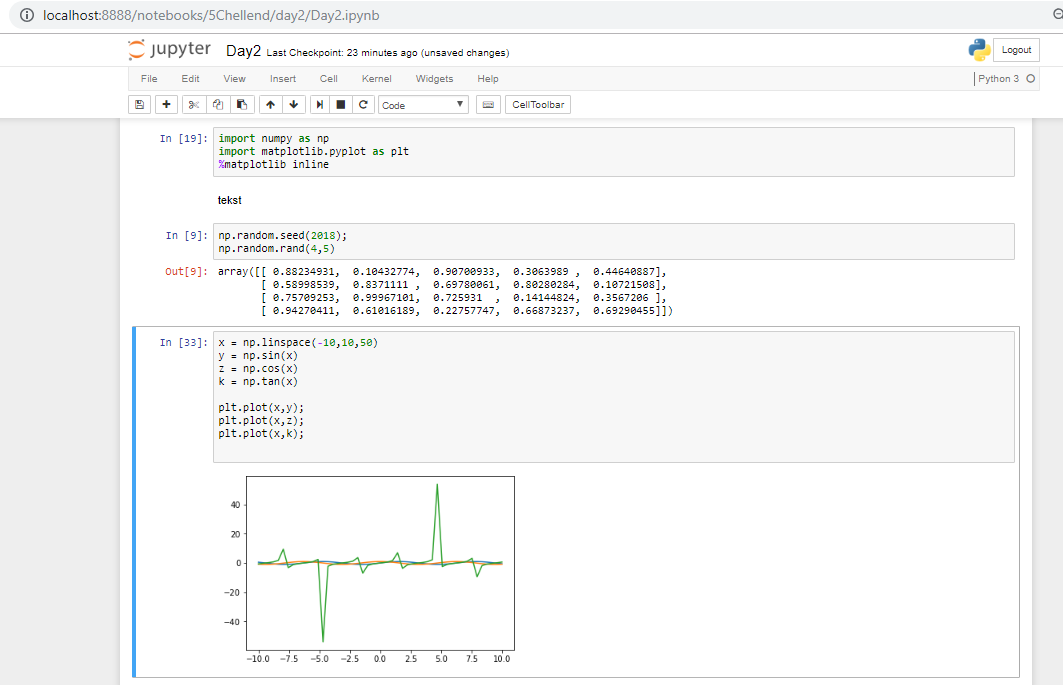 localhost:8888/notebooks/5Chellend/day2/Day2.ipynb
jupyter Day2 Last Checkpoint: 23 minutes ago (unsaved changes)
Logout
File Edit View Insert Cell Kernel Widgets Help
Python 3
Code
CellToolbar
In [19]: import numpy as np
import matplotlib.pyplot as plt
%matplotlib inline
tekst
In [9]: np.random.seed(2018);
np.random.rand(4,5)
Out[9]: array([[ 0.88234931, 0.10432774, 0.90700933, 0.3063989 , 0.44640887],
[ 0.58998539, 0.8371111 , 0.69780061, 0.80280284, 0.10721508],
[ 0.75709253, 0.99967101, 0.725931 , 0.14144824, 0.3567206 ],
[ 0.94270411, 0.61016189, 0.22757747, 0.66873237, 0.69290455]])
In [33]: x = np.linspace(-10,10,50)
y = np.sin(x)
z = np.cos(x)
k = np.tan(x)
plt.plot(x,y);
plt.plot(x,z);
plt.plot(x,k);
40
20
0
−20
−40
−10.0 −7.5 −5.0 −2.5 0.0 2.5 5.0 7.5 10.0